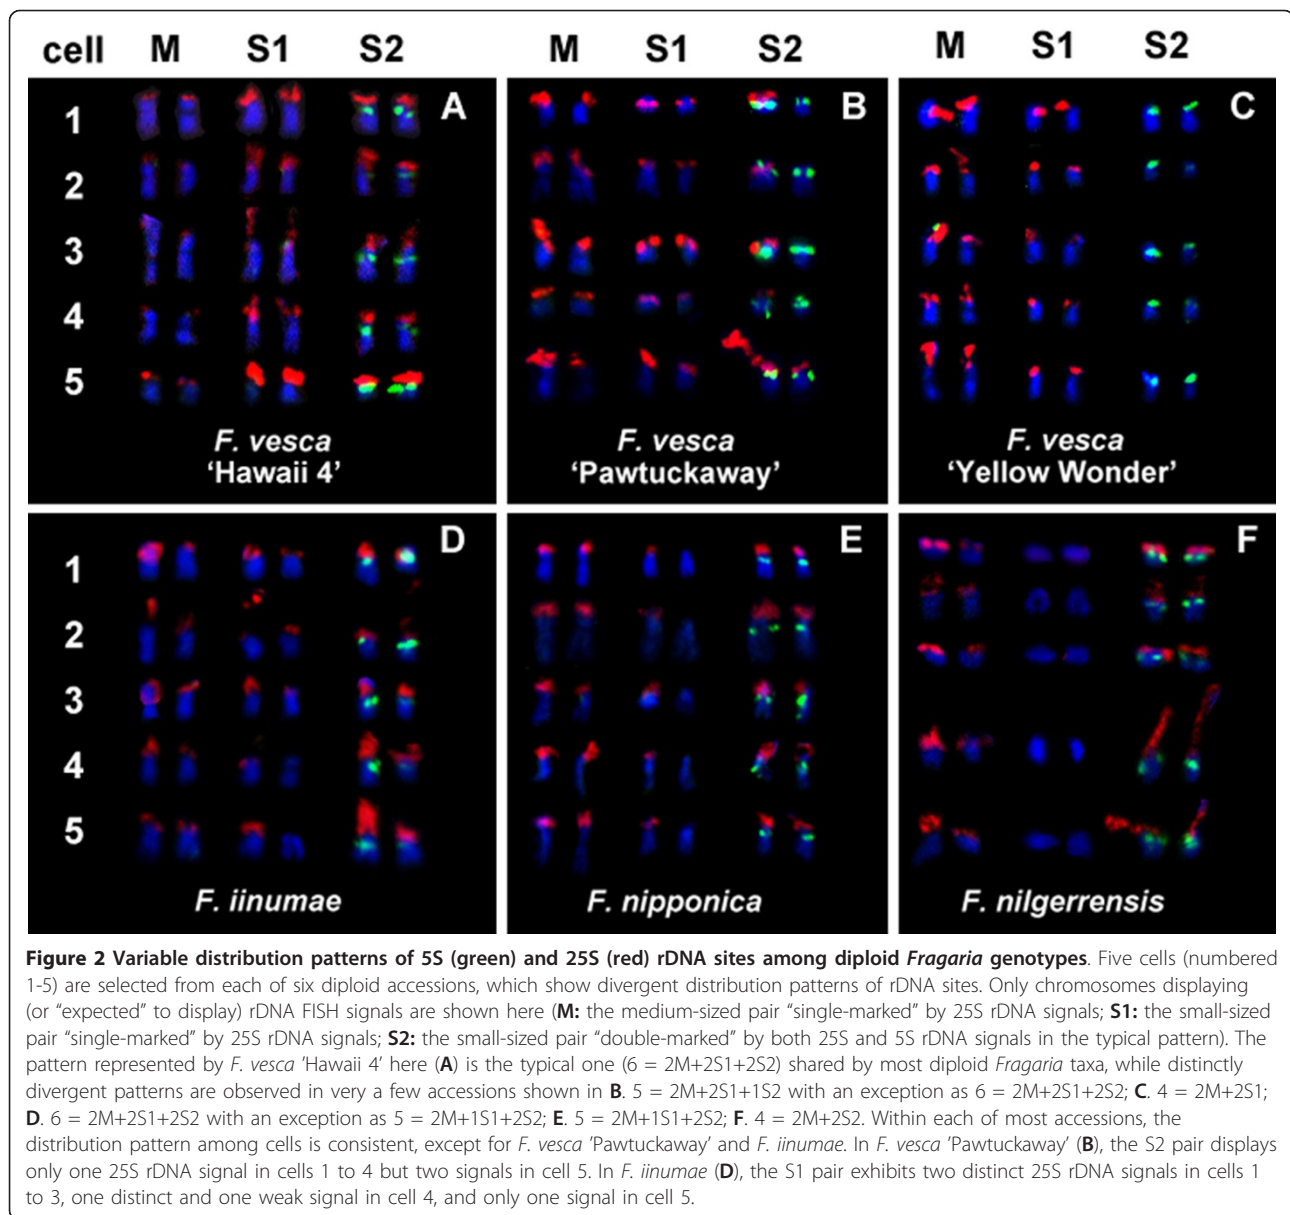 cell M S1 S2 M S1 S2 M S1 S2
A B C
1
2
3
4
5
F. vesca
'Hawaii 4'
F. vesca
'Pawtuckaway'
F. vesca
'Yellow Wonder'
D E F
1
2
3
4
5
F. iinumae
F. nipponica
F. nilgerrensis
Figure 2 Variable distribution patterns of 5S (green) and 25S (red) rDNA sites among diploid Fragaria genotypes. Five cells (numbered
1-5) are selected from each of six diploid accessions, which show divergent distribution patterns of rDNA sites. Only chromosomes displaying
(or “expected” to display) rDNA FISH signals are shown here (M: the medium-sized pair “single-marked” by 25S rDNA signals; S1: the small-sized
pair “single-marked” by 25S rDNA signals; S2: the small-sized pair “double-marked” by both 25S and 5S rDNA signals in the typical pattern). The
pattern represented by F. vesca ’Hawaii 4’ here (A) is the typical one (6 = 2M+2S1+2S2) shared by most diploid Fragaria taxa, while distinctly
divergent patterns are observed in very a few accessions shown in B. 5 = 2M+2S1+1S2 with an exception as 6 = 2M+2S1+2S2; C. 4 = 2M+2S1;
D. 6 = 2M+2S1+2S2 with an exception as 5 = 2M+1S1+2S2; E. 5 = 2M+1S1+2S2; F. 4 = 2M+2S2. Within each of most accessions, the
distribution pattern among cells is consistent, except for F. vesca ’Pawtuckaway’ and F. iinumae. In F. vesca ’Pawtuckaway’ (B), the S2 pair displays
only one 25S rDNA signal in cells 1 to 4 but two signals in cell 5. In F. iinumae (D), the S1 pair exhibits two distinct 25S rDNA signals in cells 1
to 3, one distinct and one weak signal in cell 4, and only one signal in cell 5.